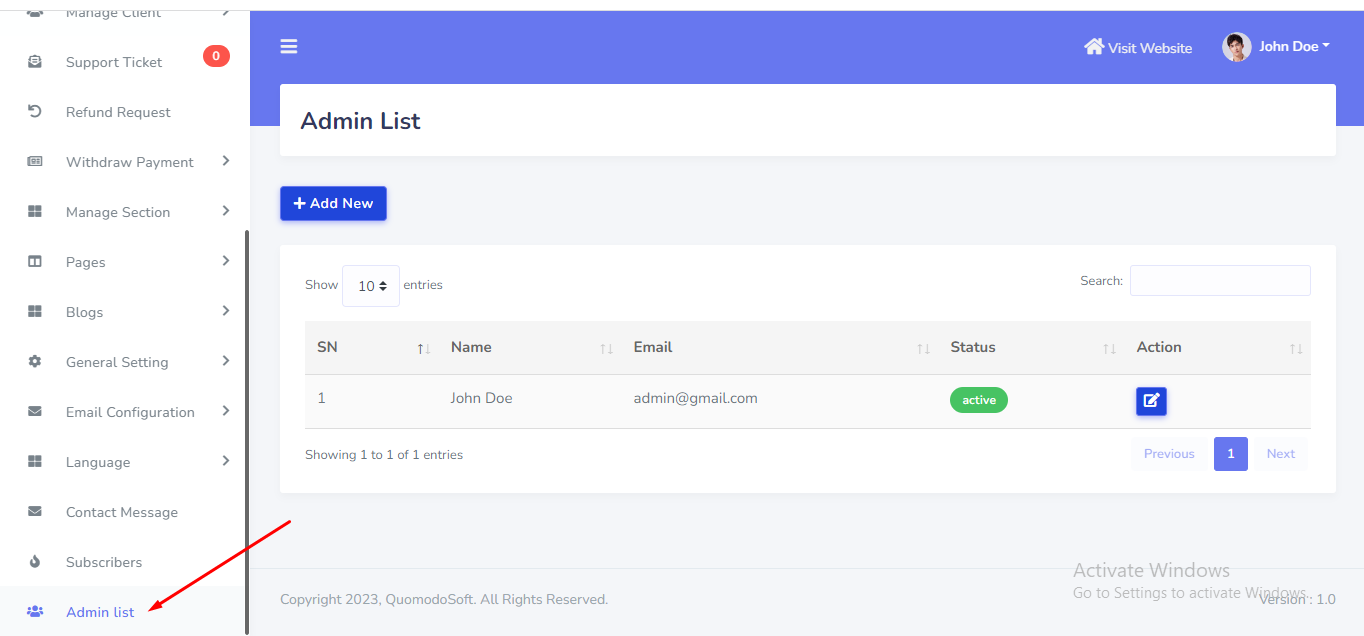 Manage Client
Support Ticket
0
Refund Request
Withdraw Payment
Manage Section
Pages
Blogs
General Setting
Email Configuration
Language
Contact Message
Subscribers
Admin list
Visit Website
John Doe
Admin List
Add New
Show 10 entries
Search:
SN Name Email Status Action
1 John Doe admin@gmail.com active
Showing 1 to 1 of 1 entries
Previous 1 Next
Activate Windows
Go to Settings to activate Windows.
Copyright 2023, QuomodoSoft. All Rights Reserved.
Version : 1.0